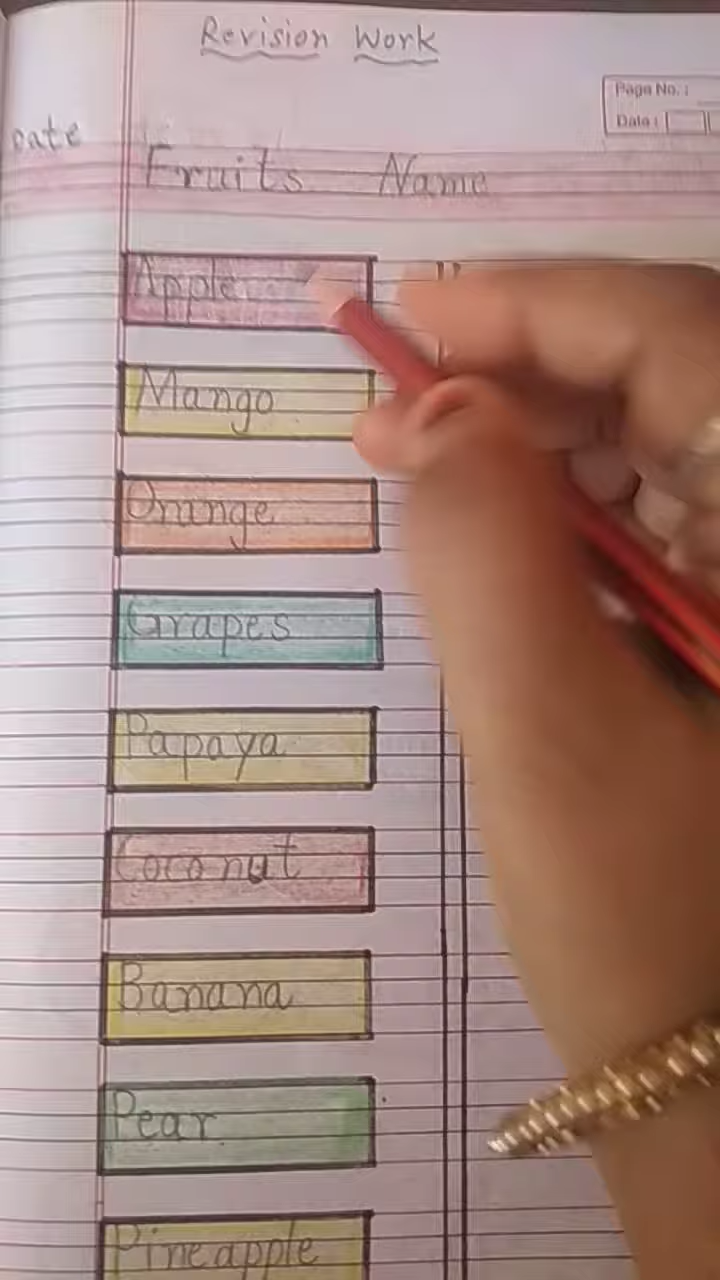 Revision Work
Page No. :
Date :
Date
Fruits Name
Apple
Mango
Orange
Grapes
Papaya
Coconut
Banana
Pear
Pineapple